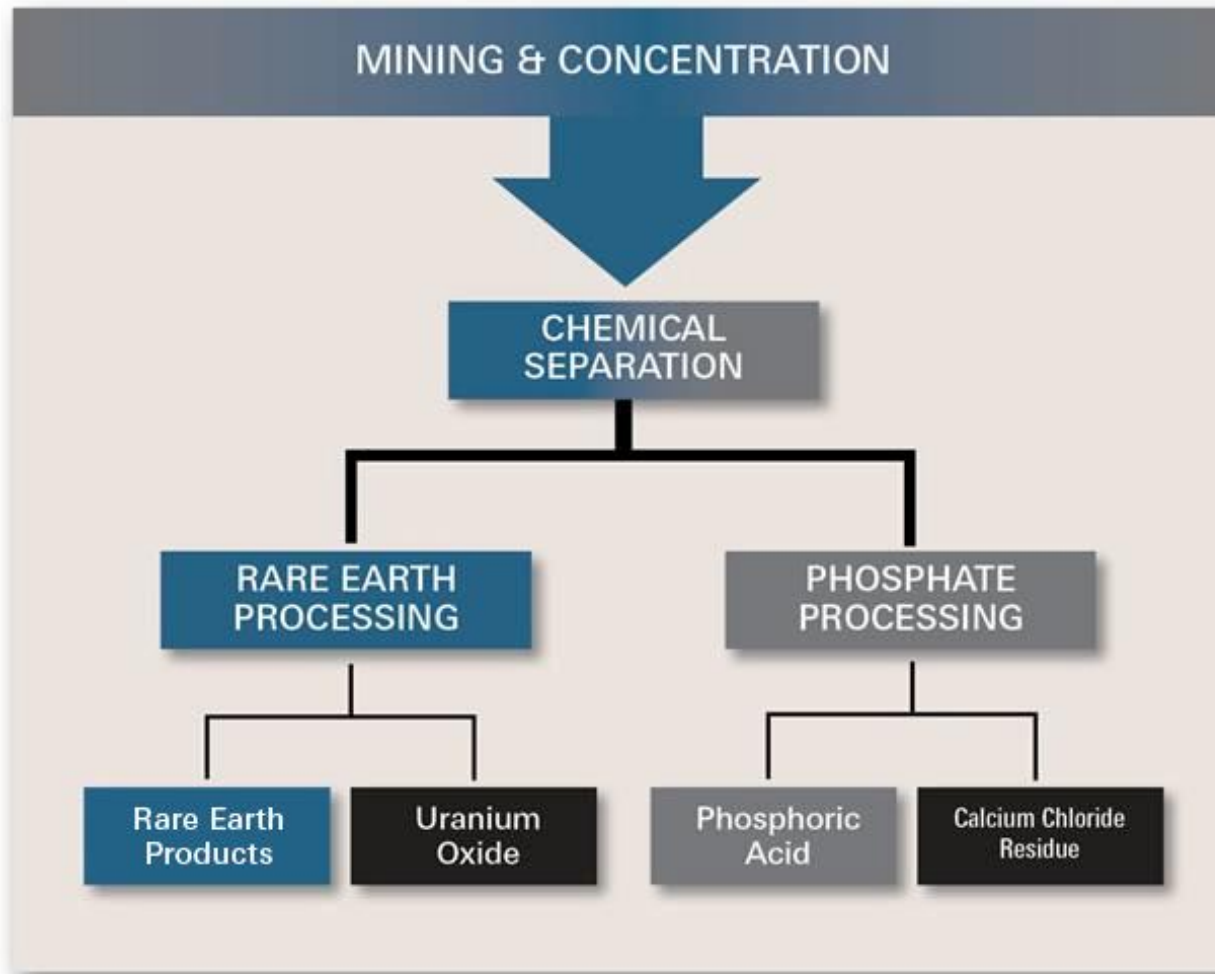 MINING & CONCENTRATION
CHEMICAL
SEPARATION
RARE EARTH
PROCESSING
PHOSPHATE
PROCESSING
Rare Earth
Products
Uranium
Oxide
Phosphoric
Acid
Calcium Chloride
Residue